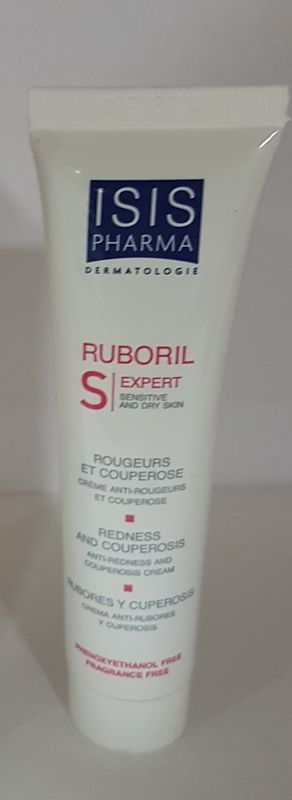 ISIS
PHARMA
DERMATOLOGIE
RUBORIL
S EXPERT
SENSITIVE
AND DRY SKIN
ROUGEURS
ET COUPEROSE
CRÈME ANTI-ROUGEURS
ET COUPEROSE
REDNESS
AND COUPEROSIS
ANTI-REDNESS AND
COUPEROSIS CREAM
RUBORES Y CUPEROSIS
CREMA ANTI-RUBORES
Y CUPEROSIS
PHENOXYETHANOL FREE
FRAGRANCE FREE